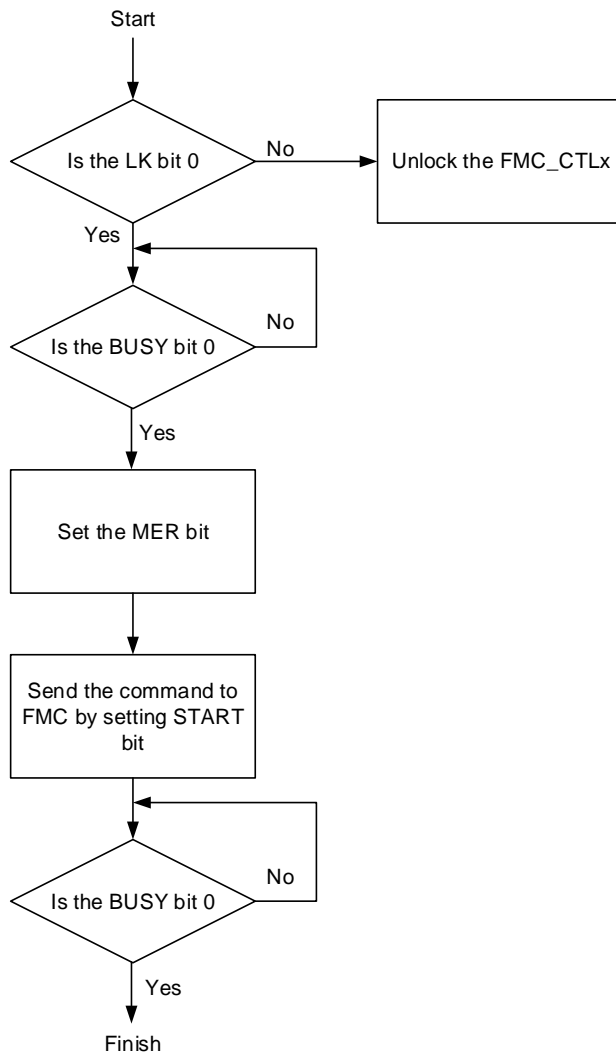 Start
Is the LK bit 0
No
Unlock the FMC_CTLx
Yes
Is the BUSY bit 0
No
Yes
Set the MER bit
Send the command to
FMC by setting START
bit
Is the BUSY bit 0
No
Yes
Finish